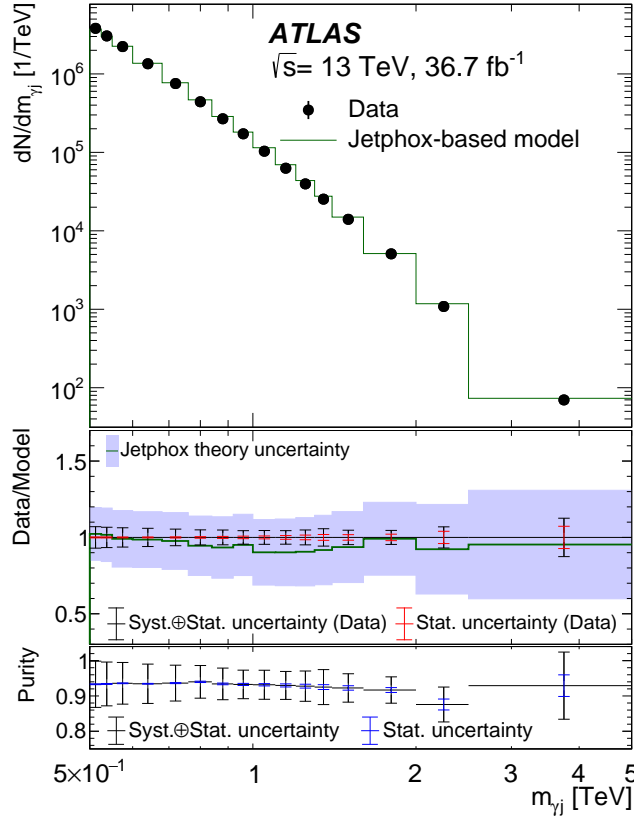 ATLAS
√s= 13 TeV, 36.7 fb⁻¹
Data
Jetphox-based model
dN/dm_γj [1/TeV]
10⁶
10⁵
10⁴
10³
10²
Jetphox theory uncertainty
Data/Model
1.5
1
0.5
Syst.⊕Stat. uncertainty (Data) Stat. uncertainty (Data)
Purity
1
0.9
0.8
Syst.⊕Stat. uncertainty Stat. uncertainty
5×10⁻¹ 1 2 3 4 5
m_γj [TeV]